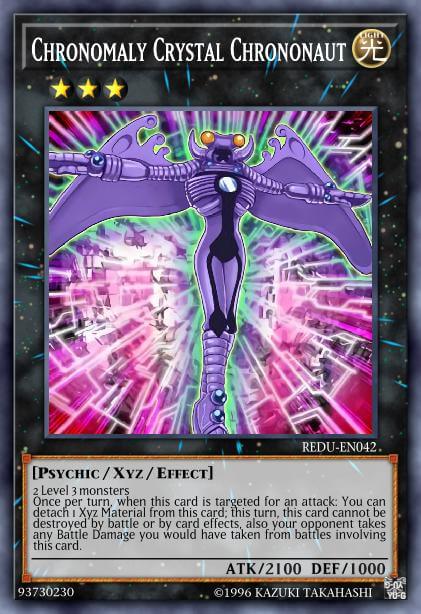 Chronomaly Crystal Chrononaut
LIGHT
光
REDU-EN042
[Psychic / Xyz / Effect]
2 Level 3 monsters
Once per turn, when this card is targeted for an attack: You can
detach 1 Xyz Material from this card; this turn, this card cannot be
destroyed by battle or by card effects, also your opponent takes
any Battle Damage you would have taken from battles involving
this card.
ATK/2100 DEF/1000
93730230
©1996 KAZUKI TAKAHASHI